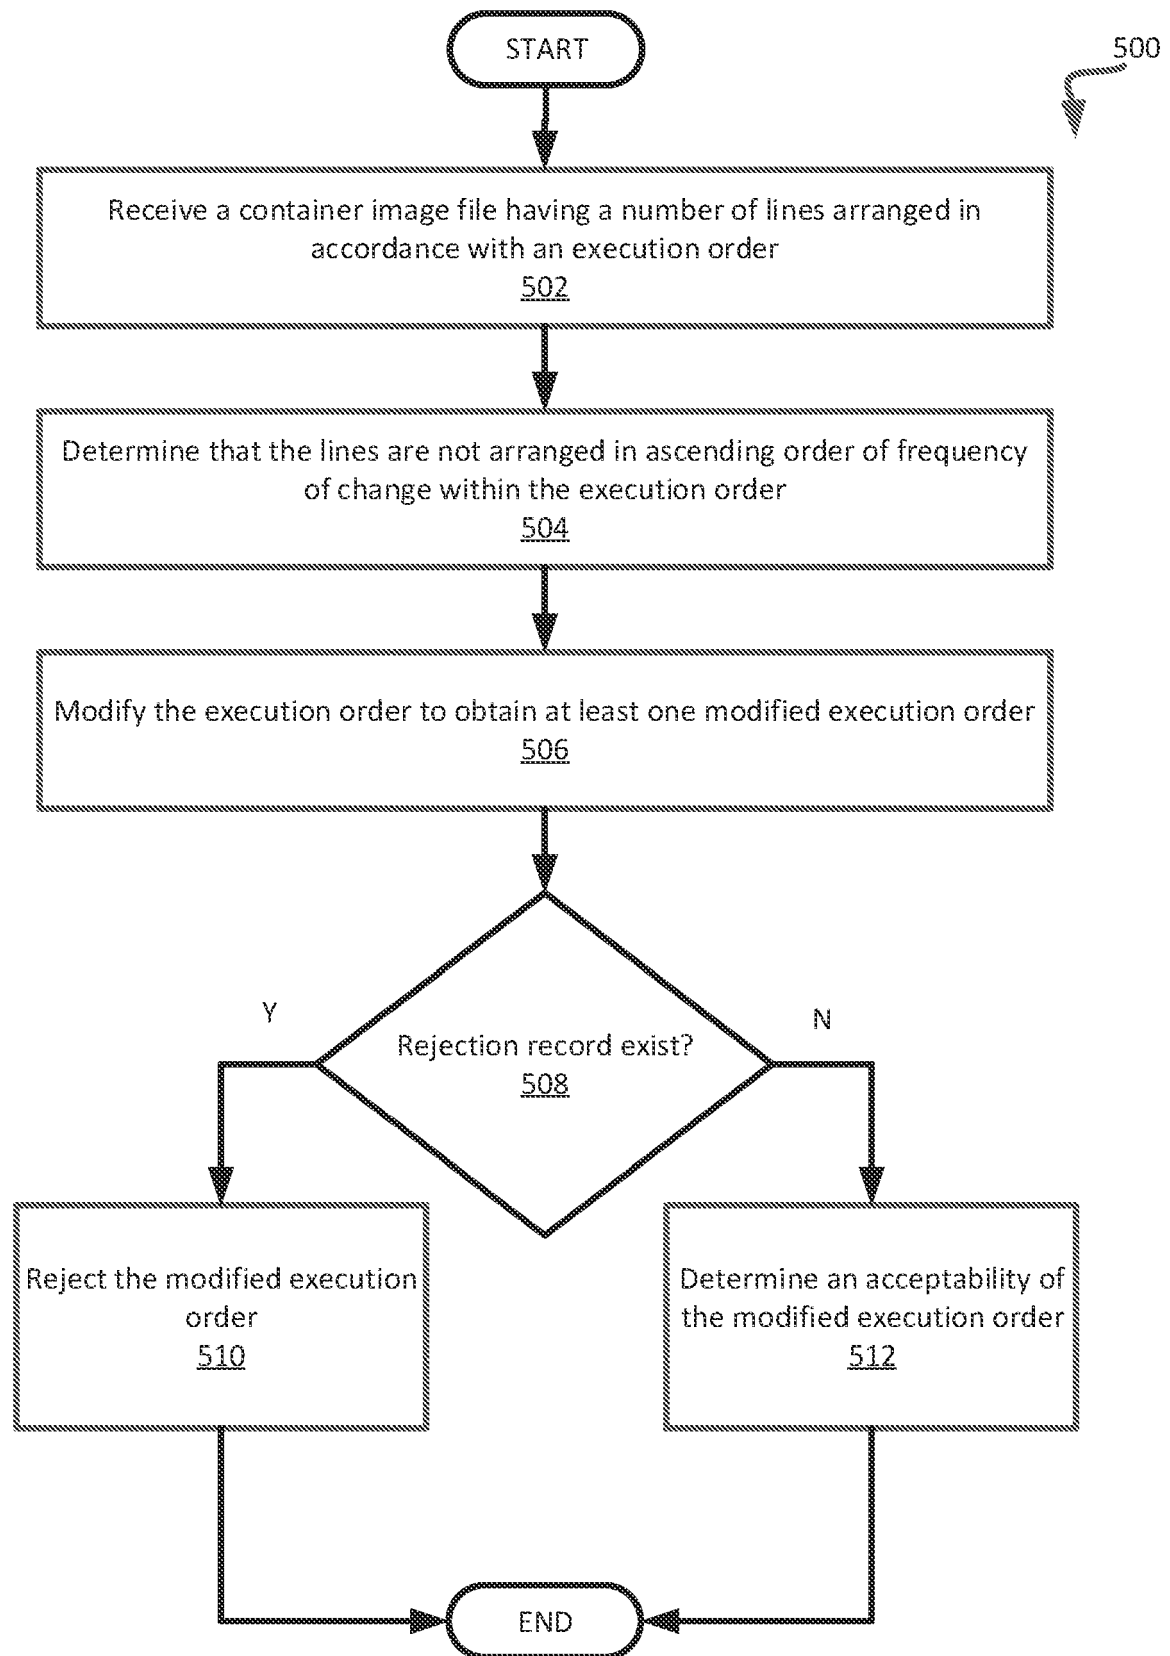 START
500
Receive a container image file having a number of lines arranged in
accordance with an execution order
502
Determine that the lines are not arranged in ascending order of frequency
of change within the execution order
504
Modify the execution order to obtain at least one modified execution order
506
Y
N
Rejection record exist?
508
Reject the modified execution
order
510
Determine an acceptability of
the modified execution order
512
END